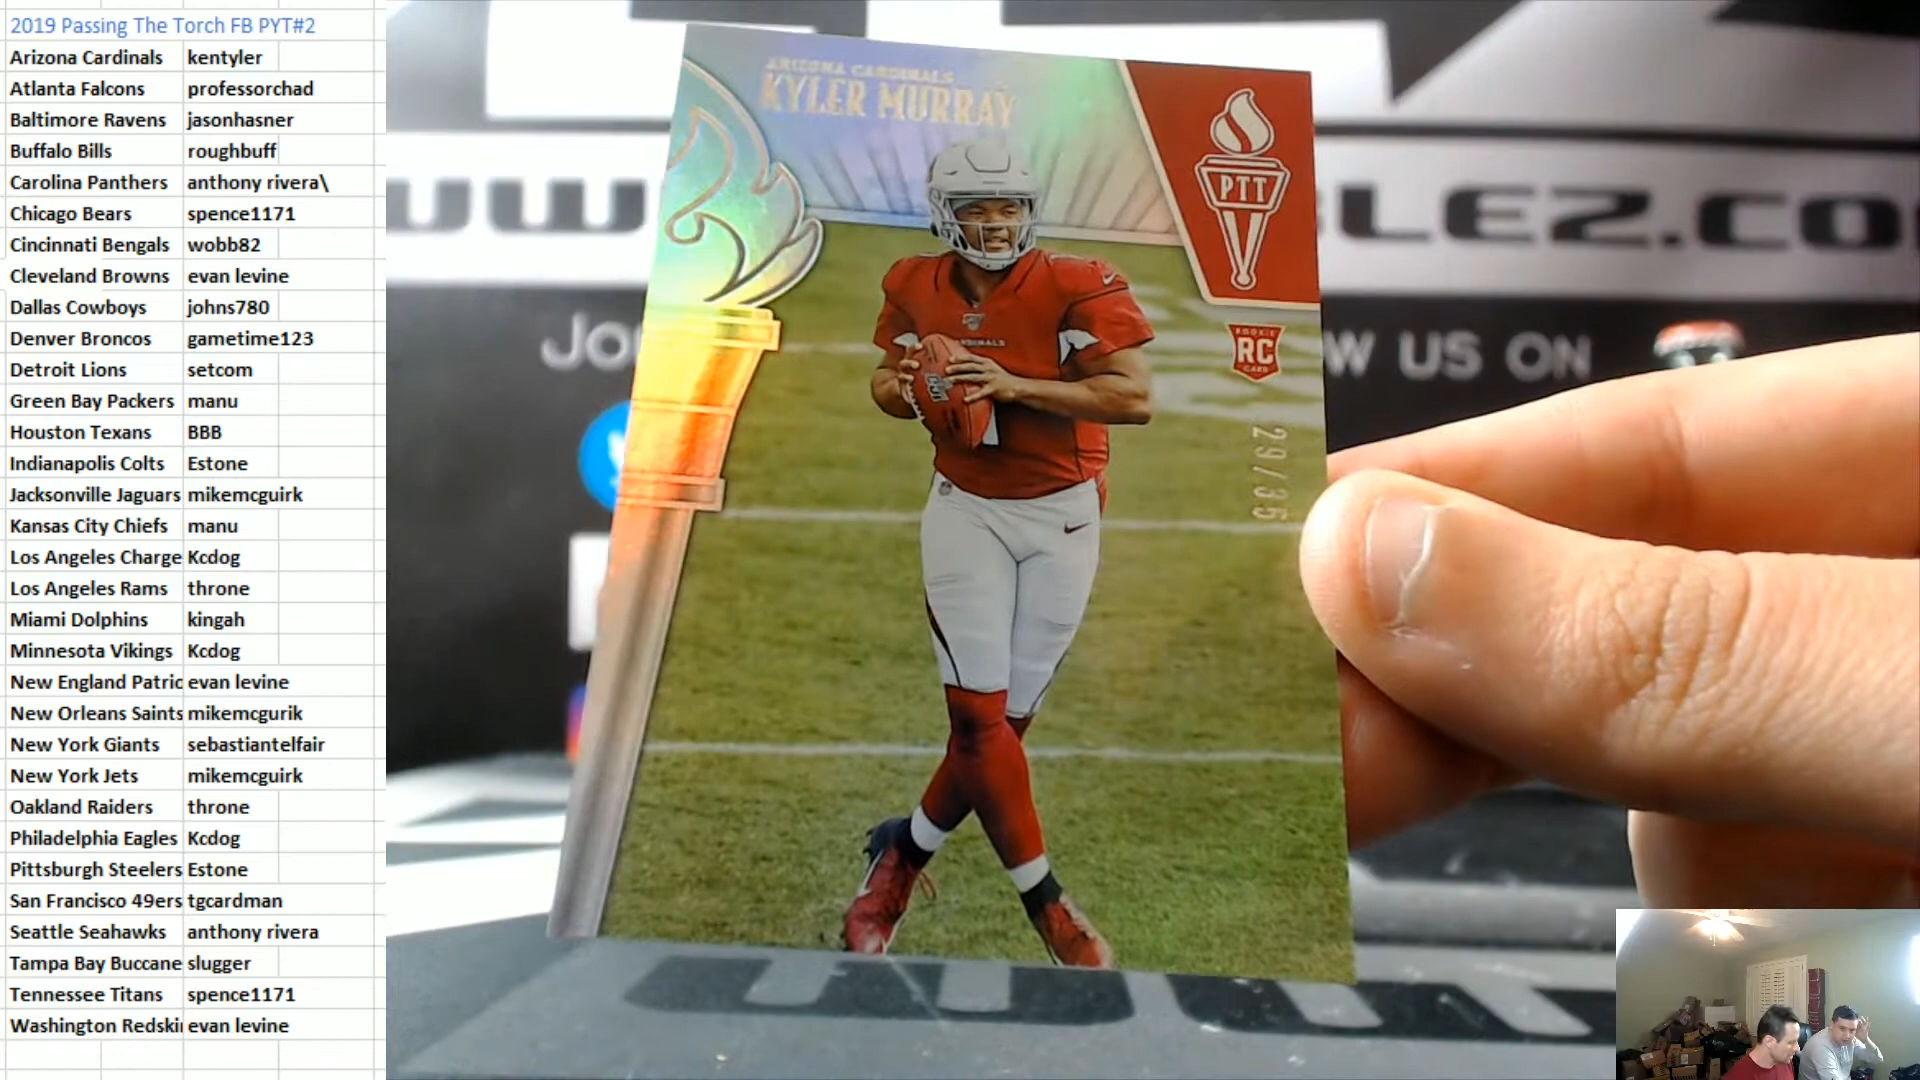 2019 Passing The Torch FB PYT#2
Arizona Cardinals kentyler
Atlanta Falcons professorchad
Baltimore Ravens jasonhasner
Buffalo Bills roughbuff
Carolina Panthers anthony rivera\
Chicago Bears spence1171
Cincinnati Bengals wobb82
Cleveland Browns evan levine
Dallas Cowboys johns780
Denver Broncos gametime123
Detroit Lions setcom
Green Bay Packers manu
Houston Texans BBB
Indianapolis Colts Estone
Jacksonville Jaguars mikemcguirk
Kansas City Chiefs manu
Los Angeles Charge Kcdog
Los Angeles Rams throne
Miami Dolphins kingah
Minnesota Vikings Kcdog
New England Patric evan levine
New Orleans Saints mikemcgurik
New York Giants sebastiantelfair
New York Jets mikemcguirk
Oakland Raiders throne
Philadelphia Eagles Kcdog
Pittsburgh Steelers Estone
San Francisco 49ers tgcardman
Seattle Seahawks anthony rivera
Tampa Bay Buccane slugger
Tennessee Titans spence1171
Washington Redski evan levine
ARIZONA CARDINALS
KYLER MURRAY
PTT
ROOKIE
RC
CARD
29/35
LEZ.CO
W US ON